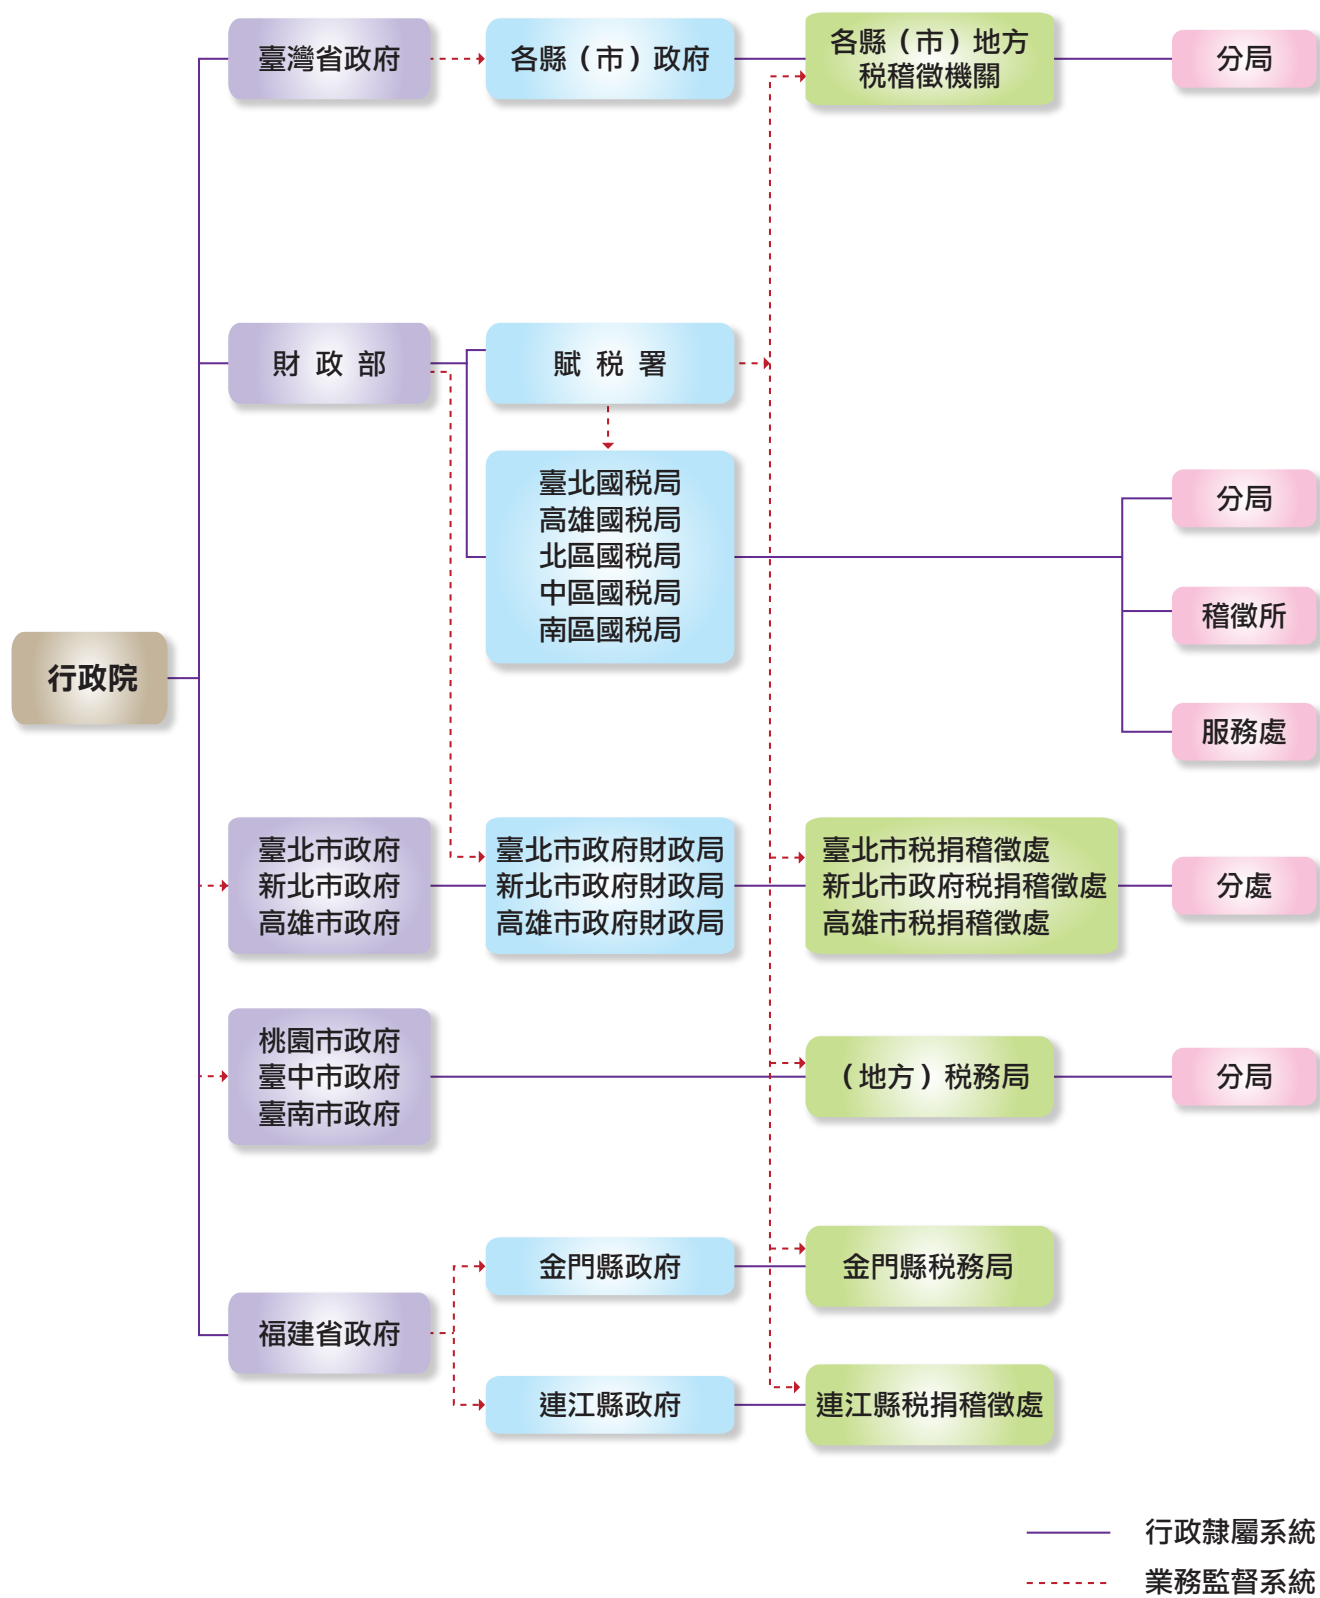 臺灣省政府
各縣（市）政府
各縣（市）地方
稅稽徵機關
分局
財政部
賦稅署
臺北國稅局
高雄國稅局
北區國稅局
中區國稅局
南區國稅局
分局
稽徵所
服務處
行政院
臺北市政府
新北市政府
高雄市政府
臺北市政府財政局
新北市政府財政局
高雄市政府財政局
臺北市稅捐稽徵處
新北市政府稅捐稽徵處
高雄市稅捐稽徵處
分處
桃園市政府
臺中市政府
臺南市政府
（地方）稅務局
分局
福建省政府
金門縣政府
金門縣稅務局
連江縣政府
連江縣稅捐稽徵處
行政隸屬系統
業務監督系統